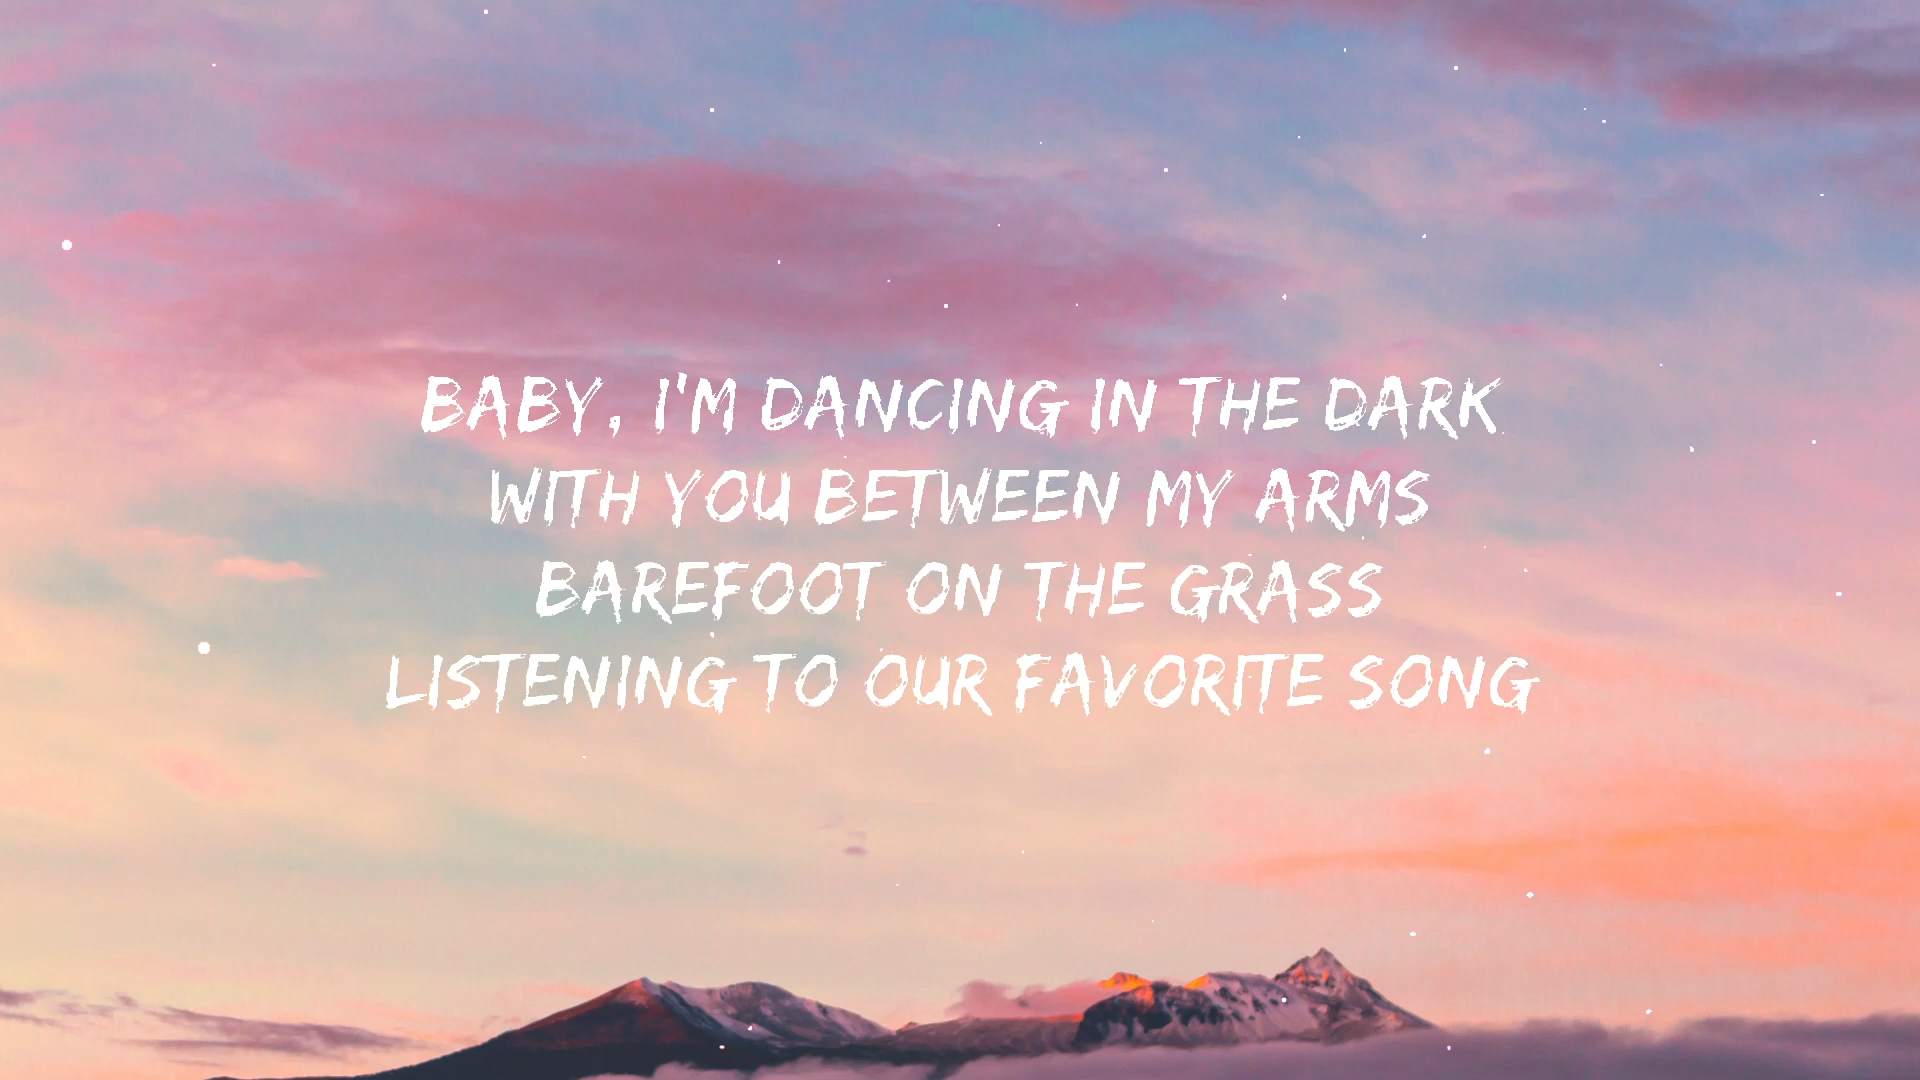 BABY, I'M DANCING IN THE DARK
WITH YOU BETWEEN MY ARMS
BAREFOOT ON THE GRASS
LISTENING TO OUR FAVORITE SONG